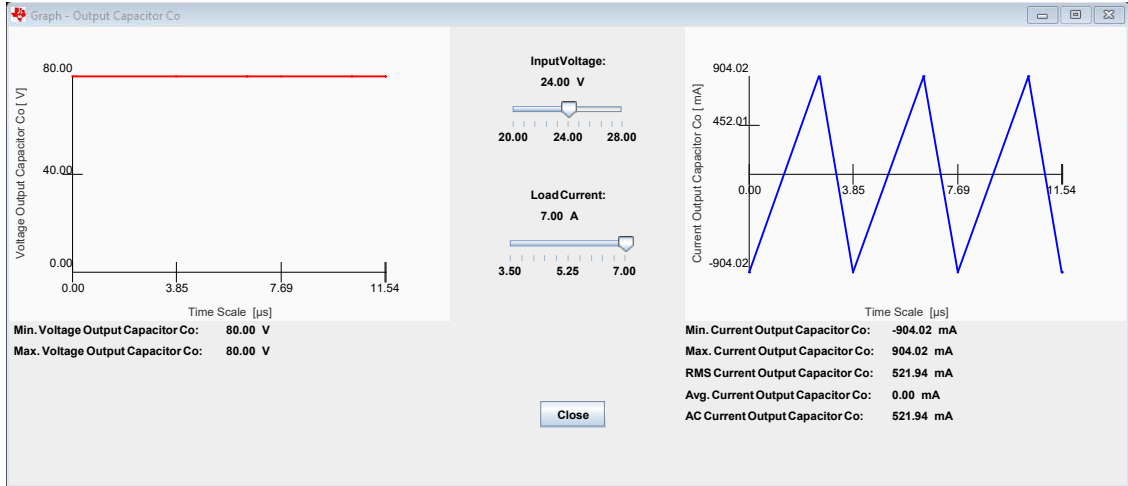 Graph - Output Capacitor Co
80.00
40.00
0.00
Voltage Output Capacitor Co [ V]
0.00 3.85 7.69 11.54
Time Scale [µs]
Min. Voltage Output Capacitor Co: 80.00 V
Max. Voltage Output Capacitor Co: 80.00 V
Input Voltage:
24.00 V
20.00 24.00 28.00
Load Current:
7.00 A
3.50 5.25 7.00
Close
904.02
452.01
-904.02
Current Output Capacitor Co [ mA]
0.00 3.85 7.69 11.54
Time Scale [µs]
Min. Current Output Capacitor Co: -904.02 mA
Max. Current Output Capacitor Co: 904.02 mA
RMS Current Output Capacitor Co: 521.94 mA
Avg. Current Output Capacitor Co: 0.00 mA
AC Current Output Capacitor Co: 521.94 mA